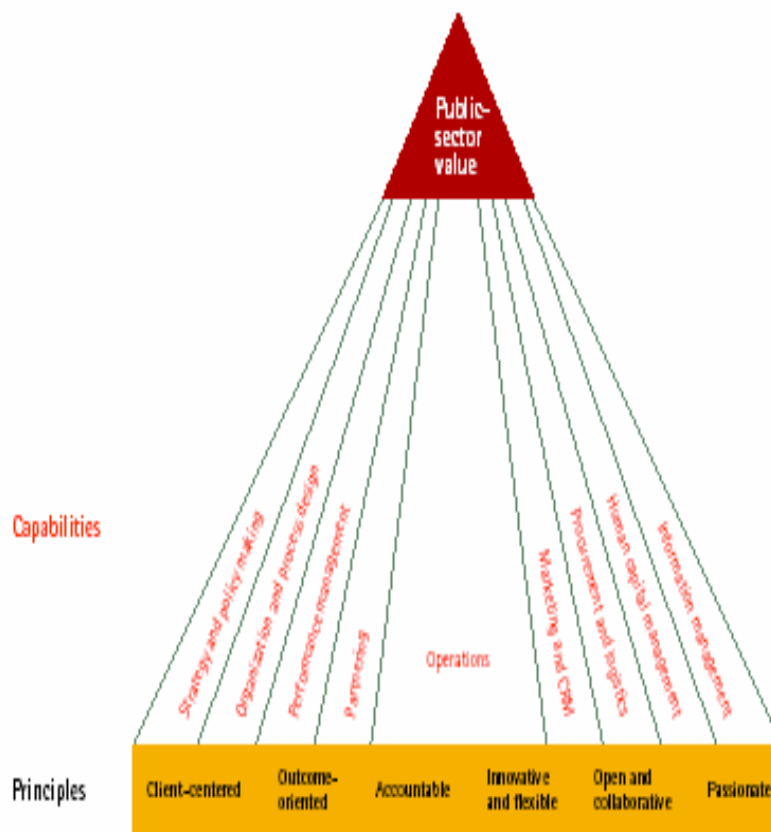 Public-
sector
value
Capabilities
Strategy and policy making
Organization and process design
Performance management
Partnering
Operations
Marketing and CRM
Procurement and logistics
Human capital management
Information management
Principles
Client-centered
Outcome-
oriented
Accountable
Innovative
and flexible
Open and
collaborative
Passionate